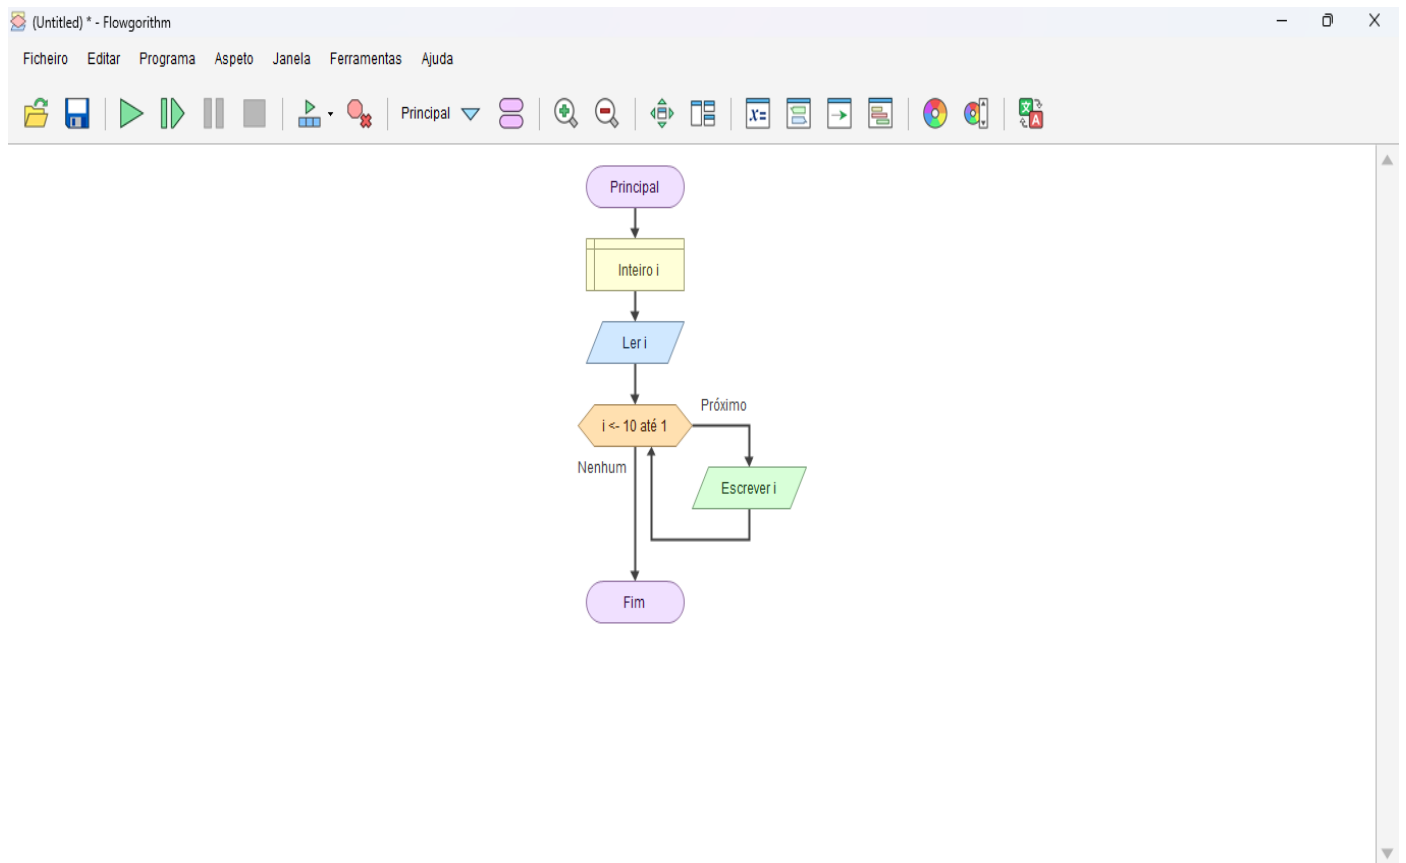 (Untitled) * - Flowgorithm
Ficheiro Editar Programa Aspeto Janela Ferramentas Ajuda
Principal
x=
A
Principal
Inteiro i
Ler i
i <- 10 até 1
Próximo
Nenhum
Escrever i
Fim